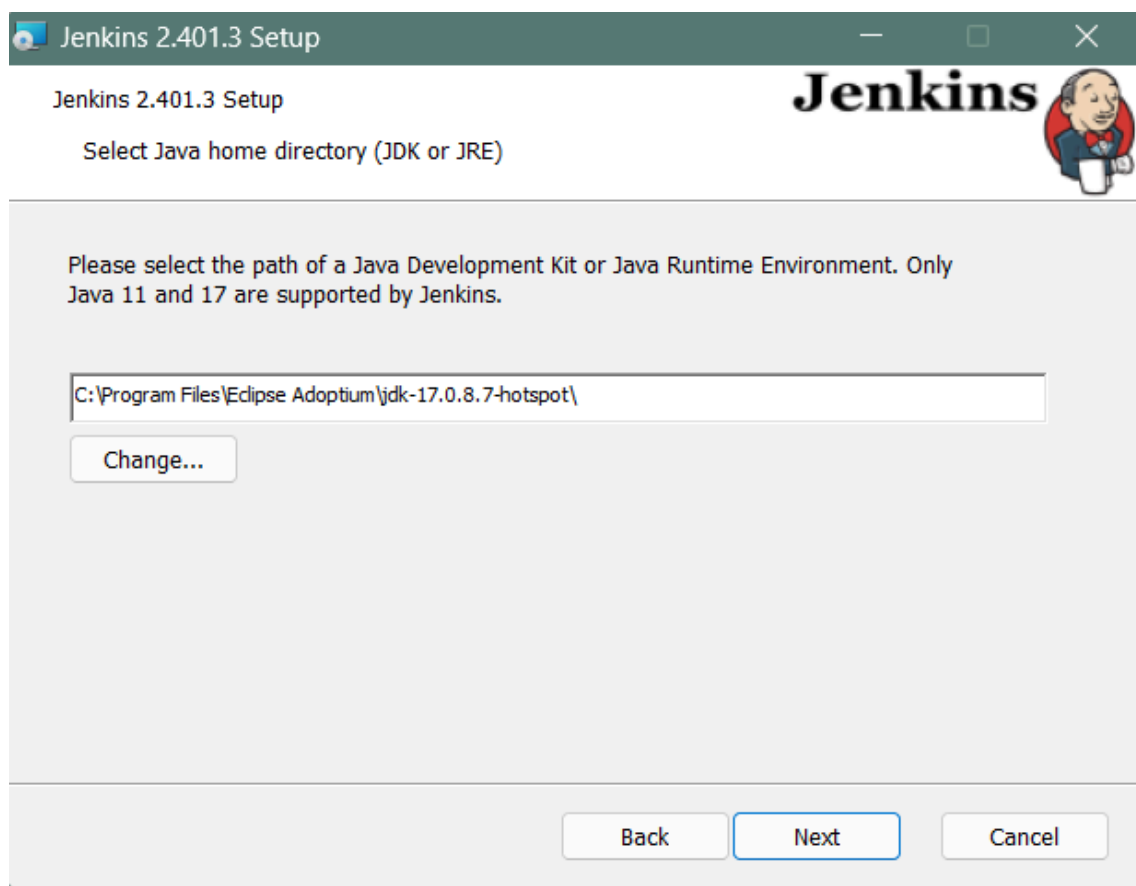 Jenkins 2.401.3 Setup
Jenkins 2.401.3 Setup
Jenkins
Select Java home directory (JDK or JRE)
Please select the path of a Java Development Kit or Java Runtime Environment. Only
Java 11 and 17 are supported by Jenkins.
C:\Program Files\Eclipse Adoptium\jdk-17.0.8.7-hotspot\
Change...
Back
Next
Cancel